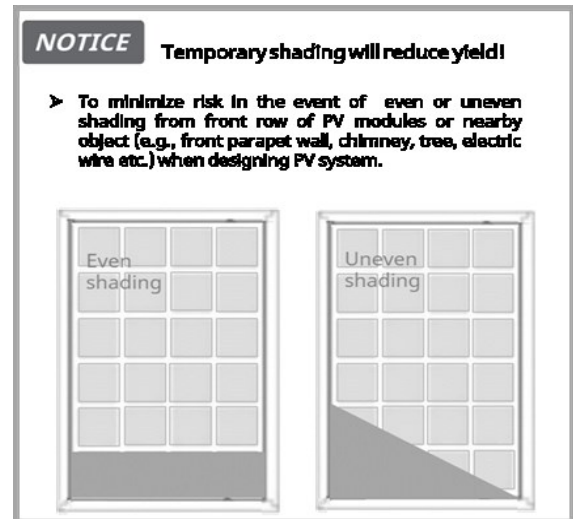 NOTICE
Temporary shading will reduce yield!
➤ To minimize risk in the event of even or uneven
shading from front row of PV modules or nearby
object (e.g., front parapet wall, chimney, tree, electric
wire etc.) when designing PV system.
Even
shading
Uneven
shading